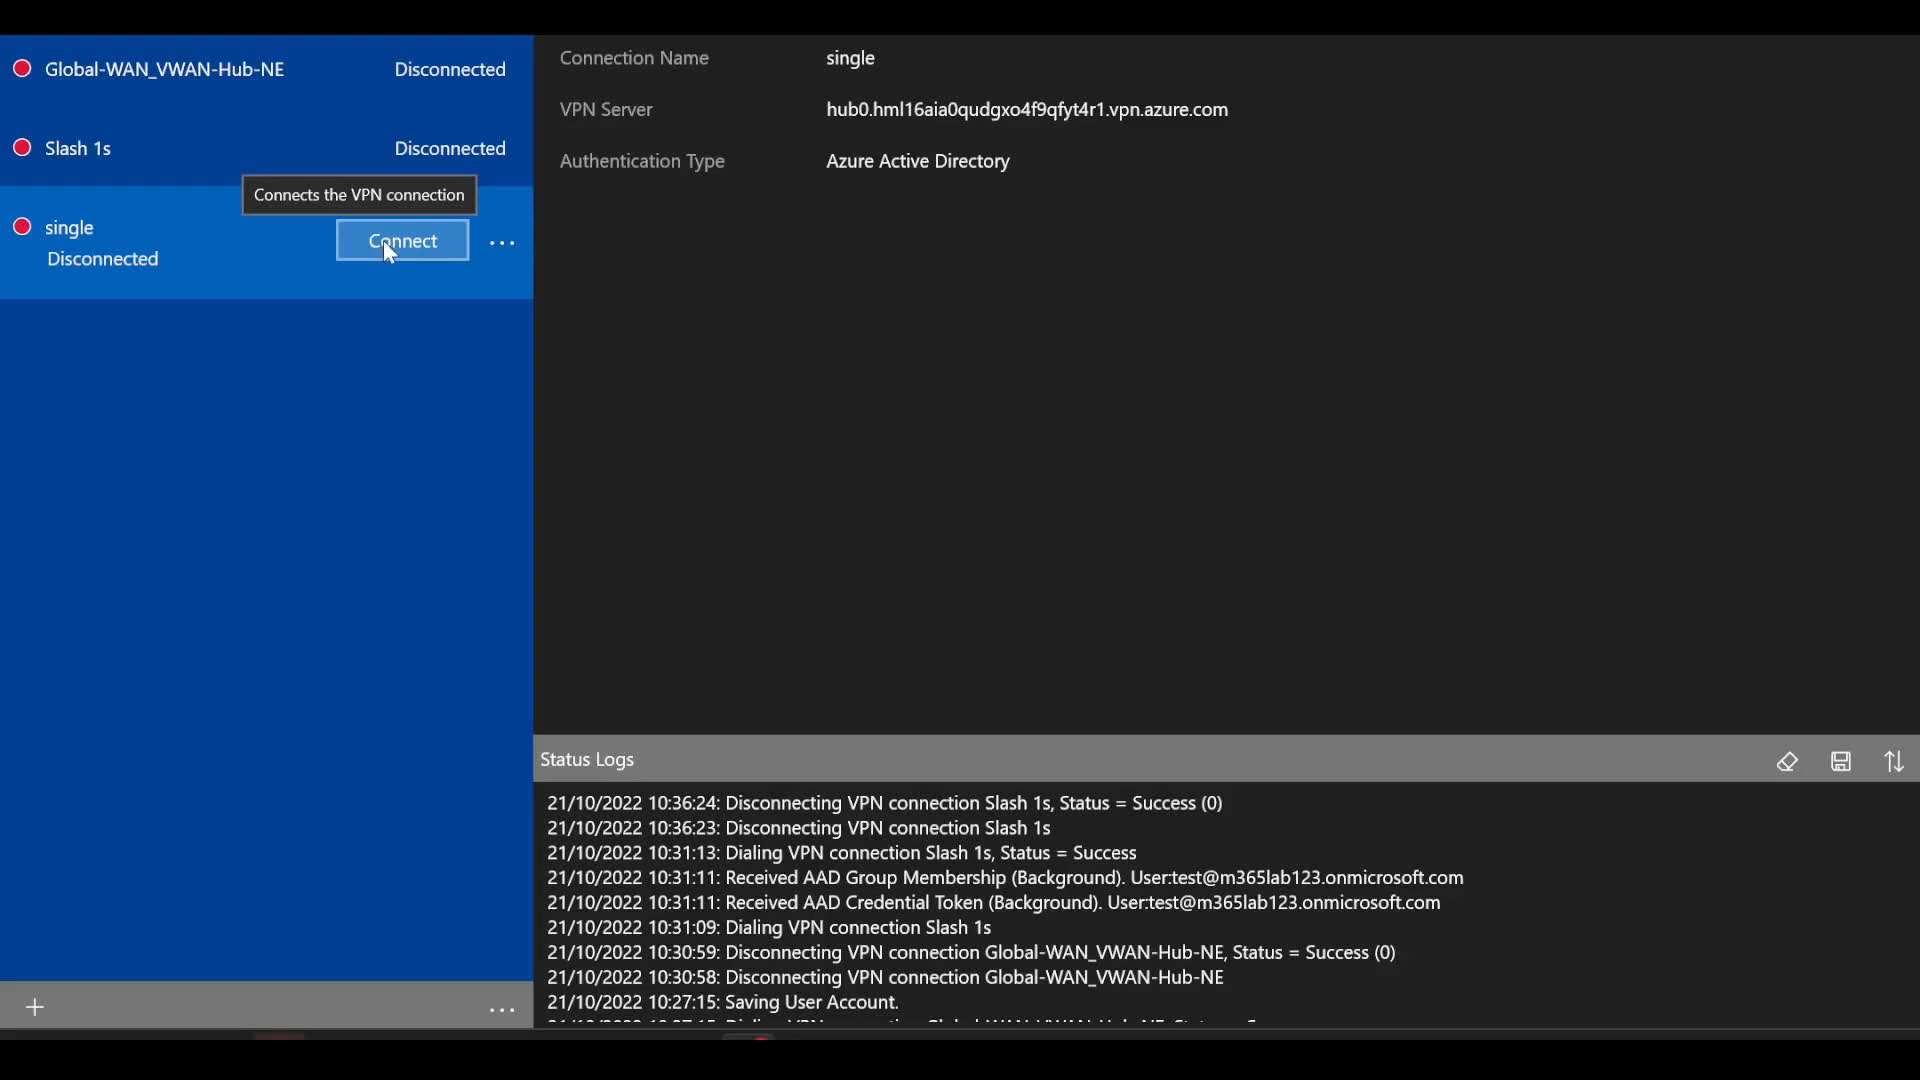 Global-WAN_VWAN-Hub-NE Disconnected
Slash 1s Disconnected
Connects the VPN connection
single
Connect ...
Disconnected
+ ...
Connection Name single
VPN Server hub0.hml16aia0qudgxo4f9qfyt4r1.vpn.azure.com
Authentication Type Azure Active Directory
Status Logs
21/10/2022 10:36:24: Disconnecting VPN connection Slash 1s, Status = Success (0)
21/10/2022 10:36:23: Disconnecting VPN connection Slash 1s
21/10/2022 10:31:13: Dialing VPN connection Slash 1s, Status = Success
21/10/2022 10:31:11: Received AAD Group Membership (Background). User:test@m365lab123.onmicrosoft.com
21/10/2022 10:31:11: Received AAD Credential Token (Background). User:test@m365lab123.onmicrosoft.com
21/10/2022 10:31:09: Dialing VPN connection Slash 1s
21/10/2022 10:30:59: Disconnecting VPN connection Global-WAN_VWAN-Hub-NE, Status = Success (0)
21/10/2022 10:30:58: Disconnecting VPN connection Global-WAN_VWAN-Hub-NE
21/10/2022 10:27:15: Saving User Account.